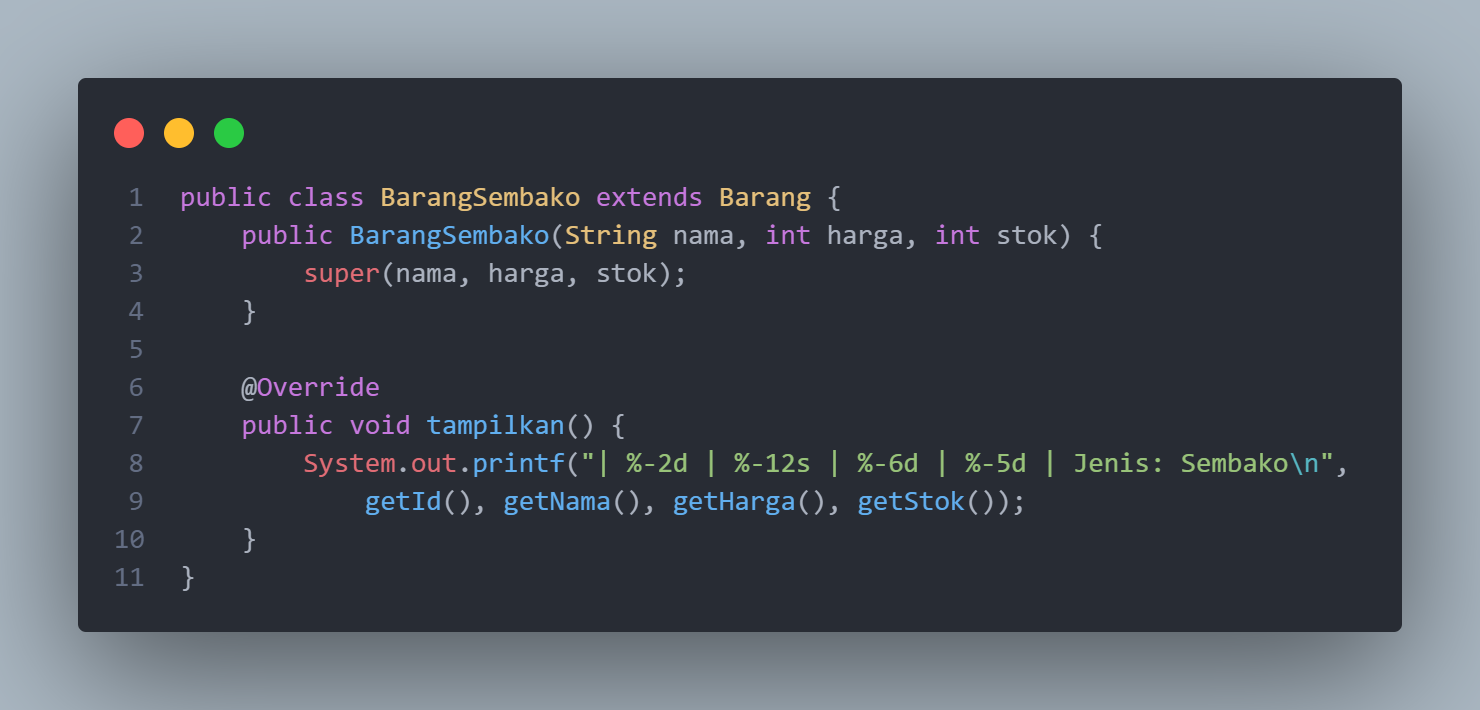 1 public class BarangSembako extends Barang {
2     public BarangSembako(String nama, int harga, int stok) {
3         super(nama, harga, stok);
4     }
5
6     @Override
7     public void tampilkan() {
8         System.out.printf("| %-2d | %-12s | %-6d | %-5d | Jenis: Sembako\n",
9             getId(), getNama(), getHarga(), getStok());
10     }
11 }